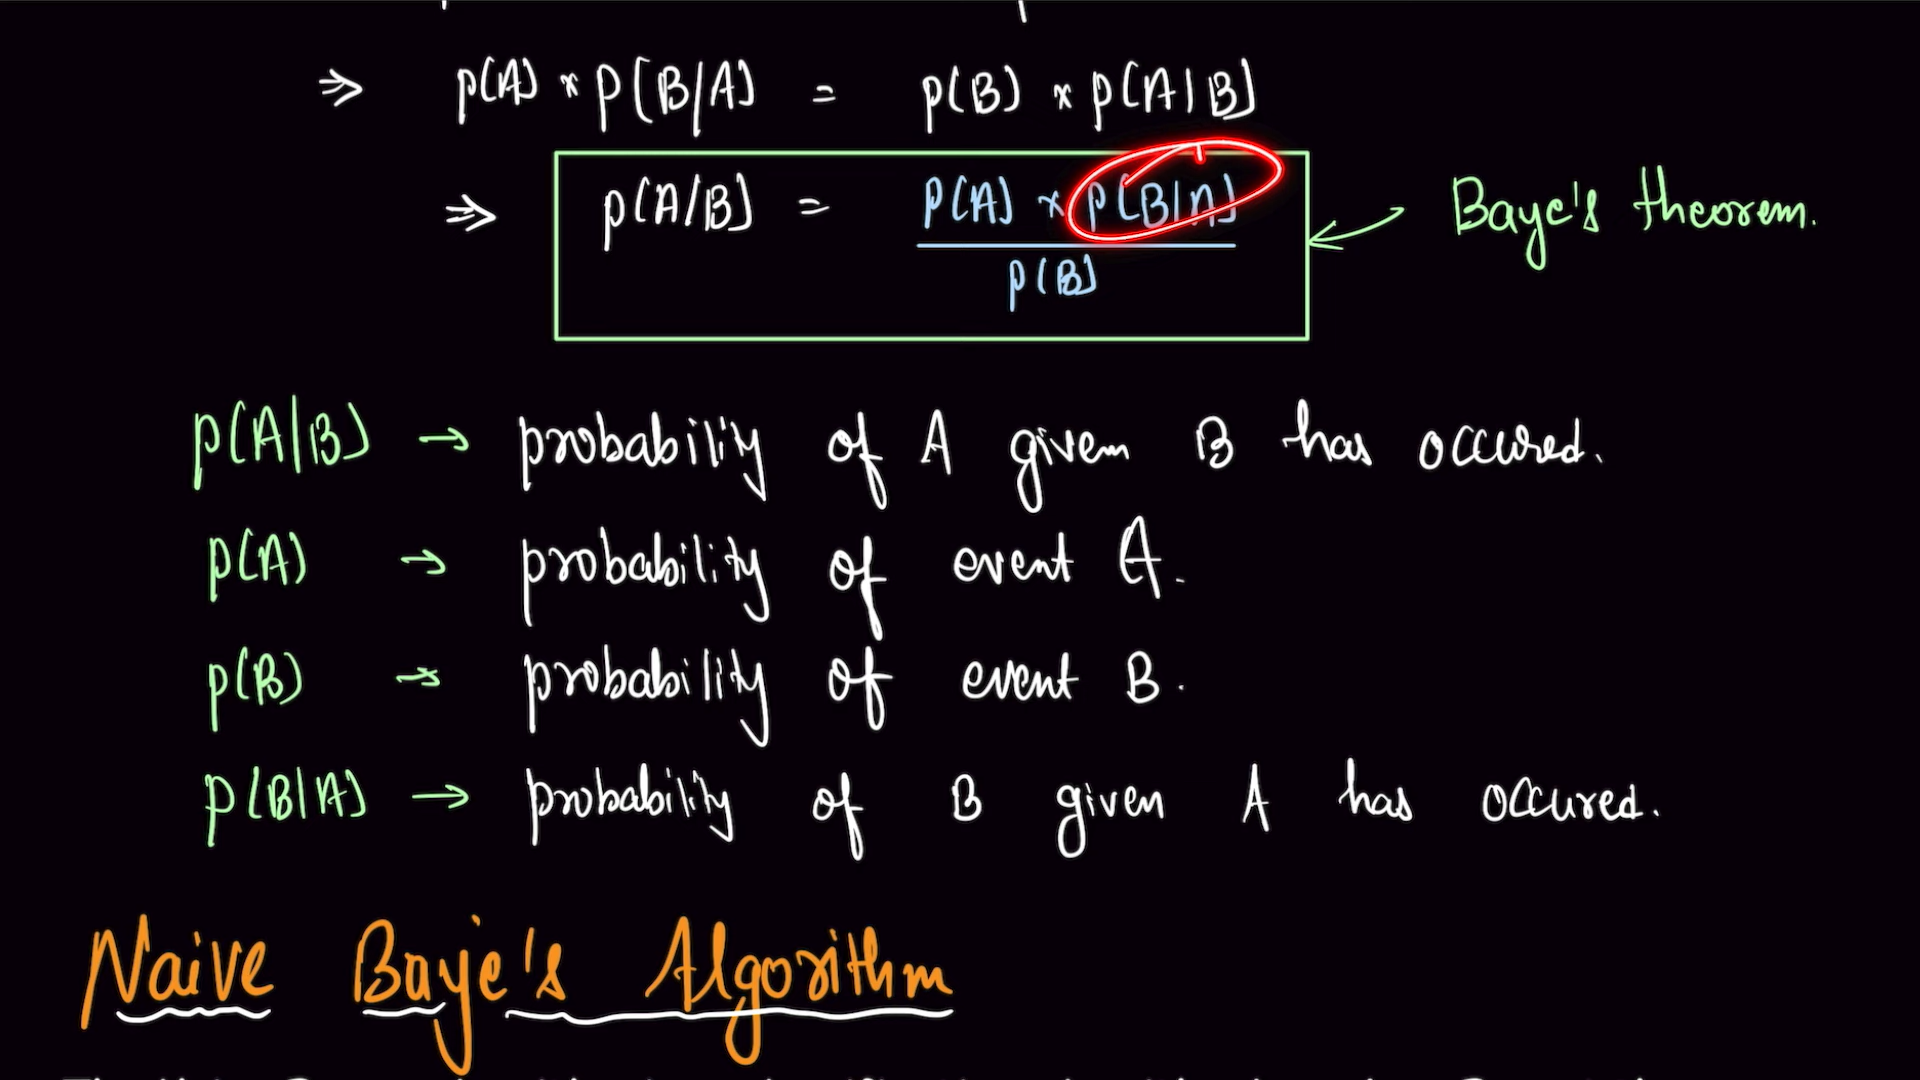 ⇒ p(A) × p(B/A) = p(B) × p(A|B)
⇒ p(A/B) = p(A) × p(B|A) / p(B) ← Baye's theorem.
p(A|B) → probability of A given B has occured.
p(A) → probability of event A.
p(B) → probability of event B.
p(B|A) → probability of B given A has occured.
Naive Baye's Algorithm